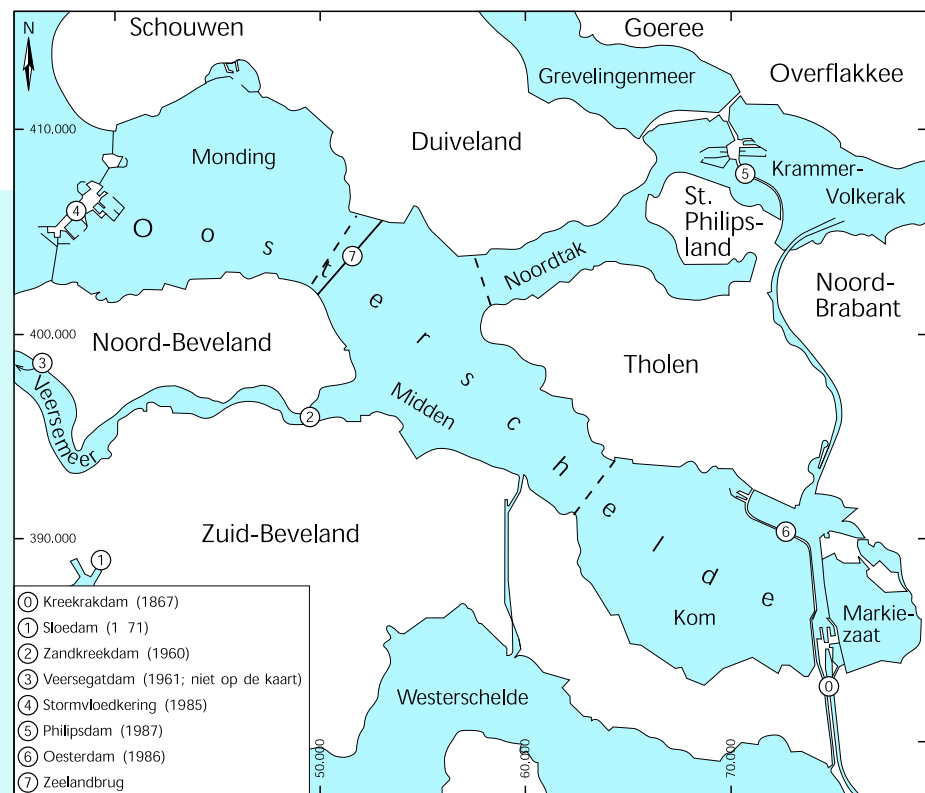 N
Schouwen
Goeree
Grevelingenmeer
Overflakkee
410.000
Duiveland
Monding
5
Krammer-
Volkerak
4
St.
Philips-
land
Oosterschelde
7
Noordtak
Noord-
Brabant
400.000
Noord-Beveland
Tholen
3
Veersemeer
Midden
2
Zuid-Beveland
390.000
6
1
Kom
Markie-
zaat
0
Westerschelde
50.000
60.000
70.000
0 Kreekrakdam (1867)
1 Sloedam (1 71)
2 Zandkreekdam (1960)
3 Veersegatdam (1961; niet op de kaart)
4 Stormvloedkering (1985)
5 Philipsdam (1987)
6 Oesterdam (1986)
7 Zeelandbrug